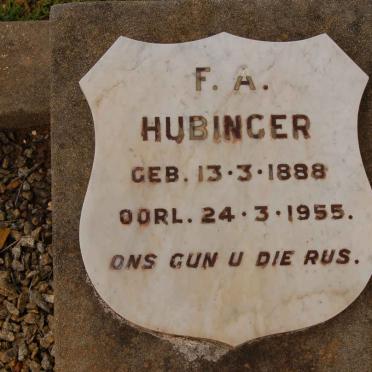 F. A.
HUBINGER
GEB. 13·3·1888
OORL. 24·3·1955.
ONS GUN U DIE RUS.